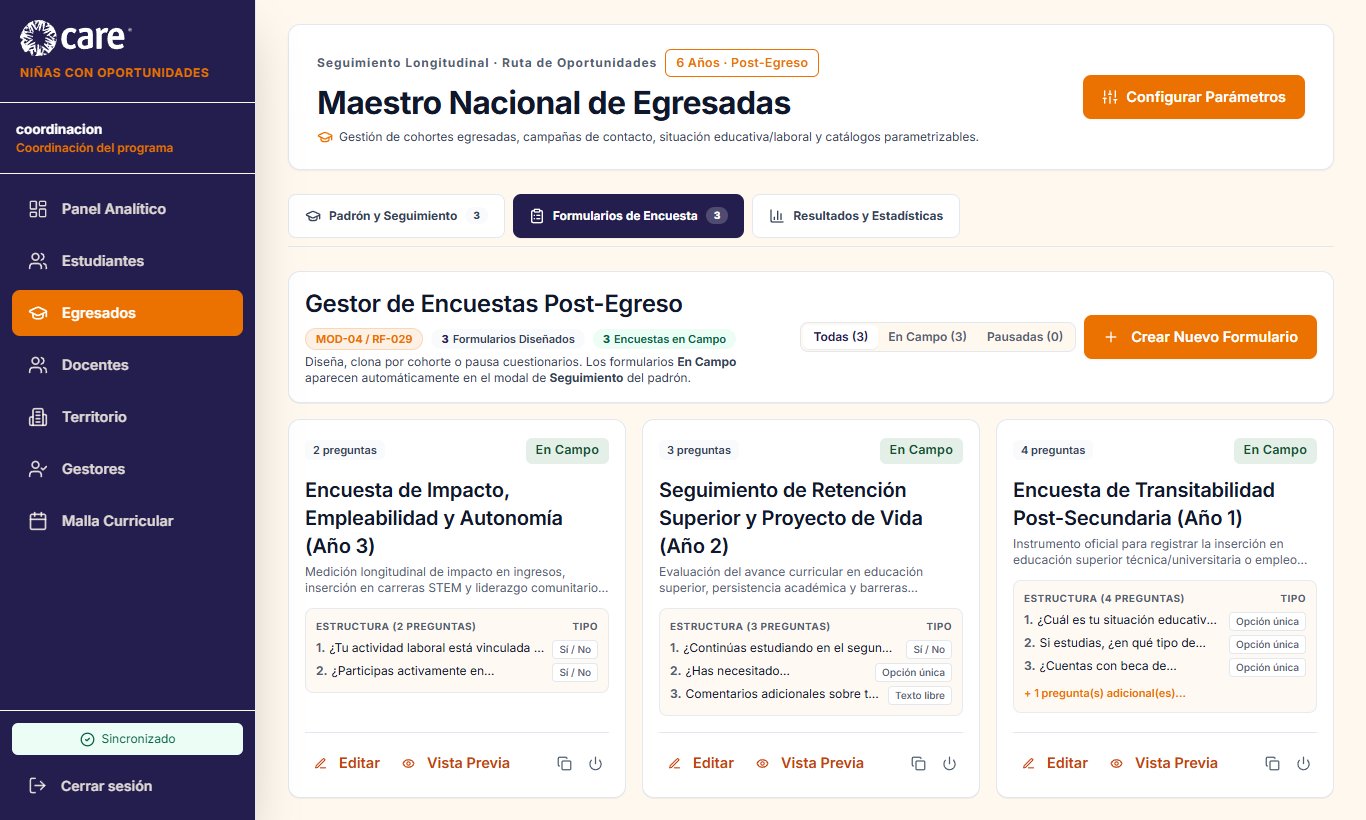 care
NIÑAS CON OPORTUNIDADES
coordinacion
Coordinación del programa
Panel Analítico
Estudiantes
Egresados
Docentes
Territorio
Gestores
Malla Curricular
Sincronizado
Cerrar sesión
Seguimiento Longitudinal · Ruta de Oportunidades
6 Años · Post-Egreso
Maestro Nacional de Egresadas
Gestión de cohortes egresadas, campañas de contacto, situación educativa/laboral y catálogos parametrizables.
Configurar Parámetros
Padrón y Seguimiento 3
Formularios de Encuesta 3
Resultados y Estadísticas
Gestor de Encuestas Post-Egreso
MOD-04 / RF-029
3 Formularios Diseñados
3 Encuestas en Campo
Diseña, clona por cohorte o pausa cuestionarios. Los formularios En Campo
aparecen automáticamente en el modal de Seguimiento del padrón.
Todas (3)
En Campo (3)
Pausadas (0)
+ Crear Nuevo Formulario
2 preguntas
En Campo
Encuesta de Impacto,
Empleabilidad y Autonomía
(Año 3)
Medición longitudinal de impacto en ingresos,
inserción en carreras STEM y liderazgo comunitario...
ESTRUCTURA (2 PREGUNTAS) TIPO
1. ¿Tu actividad laboral está vinculada ... Sí / No
2. ¿Participas activamente en... Sí / No
Editar
Vista Previa
3 preguntas
En Campo
Seguimiento de Retención
Superior y Proyecto de Vida
(Año 2)
Evaluación del avance curricular en educación
superior, persistencia académica y barreras...
ESTRUCTURA (3 PREGUNTAS) TIPO
1. ¿Continúas estudiando en el segun... Sí / No
2. ¿Has necesitado... Opción única
3. Comentarios adicionales sobre t... Texto libre
Editar
Vista Previa
4 preguntas
En Campo
Encuesta de Transitabilidad
Post-Secundaria (Año 1)
Instrumento oficial para registrar la inserción en
educación superior técnica/universitaria o empleo...
ESTRUCTURA (4 PREGUNTAS) TIPO
1. ¿Cuál es tu situación educativ... Opción única
2. Si estudias, ¿en qué tipo de... Opción única
3. ¿Cuentas con beca de... Opción única
+ 1 pregunta(s) adicional(es)...
Editar
Vista Previa